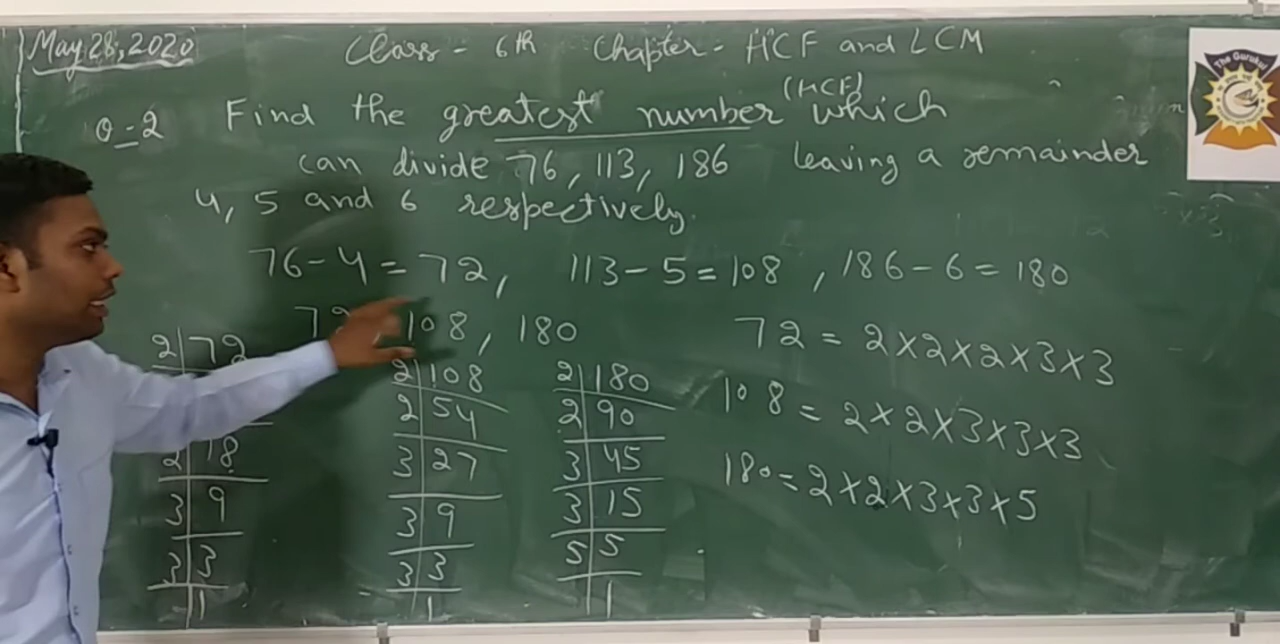 May 28, 2020 Class - 6th Chapter - HCF and LCM
The Gurukul
(HCF)
Q-2 Find the greatest number which
can divide 76, 113, 186 leaving a remainder
4, 5 and 6 respectively.
76 - 4 = 72, 113 - 5 = 108, 186 - 6 = 180
108, 180
72 = 2×2×2×3×3
108 = 2×2×3×3×3
180 = 2×2×3×3×5
2|72
2|18
3|9
3|3
1
2|108
2|54
3|27
3|9
3|3
1
2|180
2|90
3|45
3|15
5|5
1